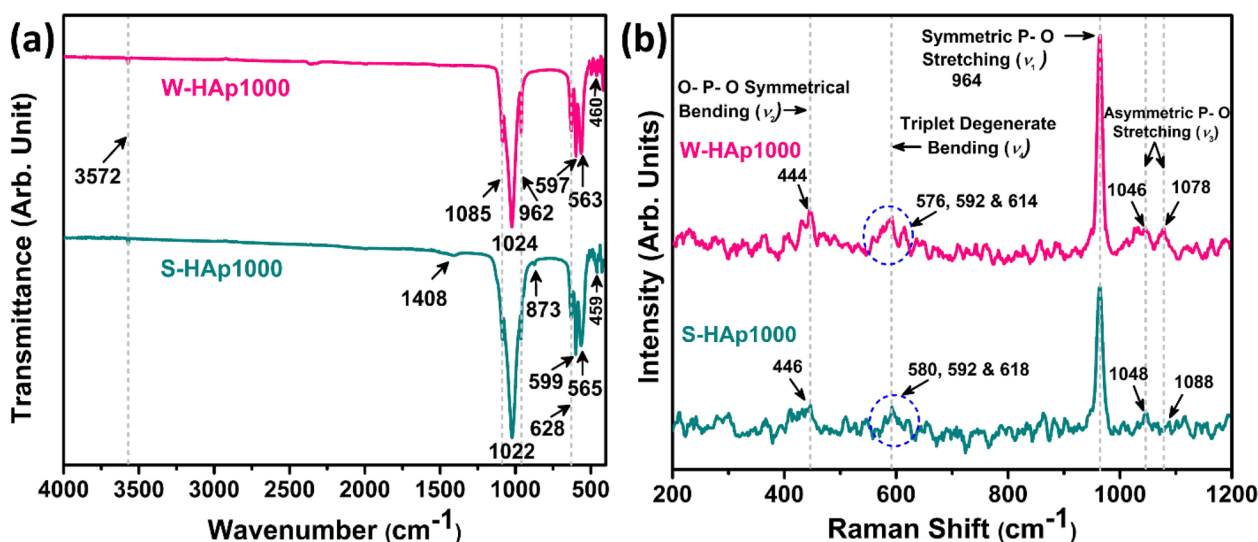 (a)
Transmittance (Arb. Unit)
W-HAp1000
3572
1085
962
597
563
460
1024
S-HAp1000
1408
873
459
599
565
628
1022
4000 3500 3000 2500 2000 1500 1000 500
Wavenumber (cm-1)
(b)
Intensity (Arb. Units)
Symmetric P- O
Stretching (ν1)
964
O- P- O Symmetrical
Bending (ν2)
Triplet Degenerate
Bending (ν4)
Asymmetric P- O
Stretching (ν3)
W-HAp1000
444
576, 592 & 614
1046
1078
S-HAp1000
446
580, 592 & 618
1048
1088
200 400 600 800 1000 1200
Raman Shift (cm-1)